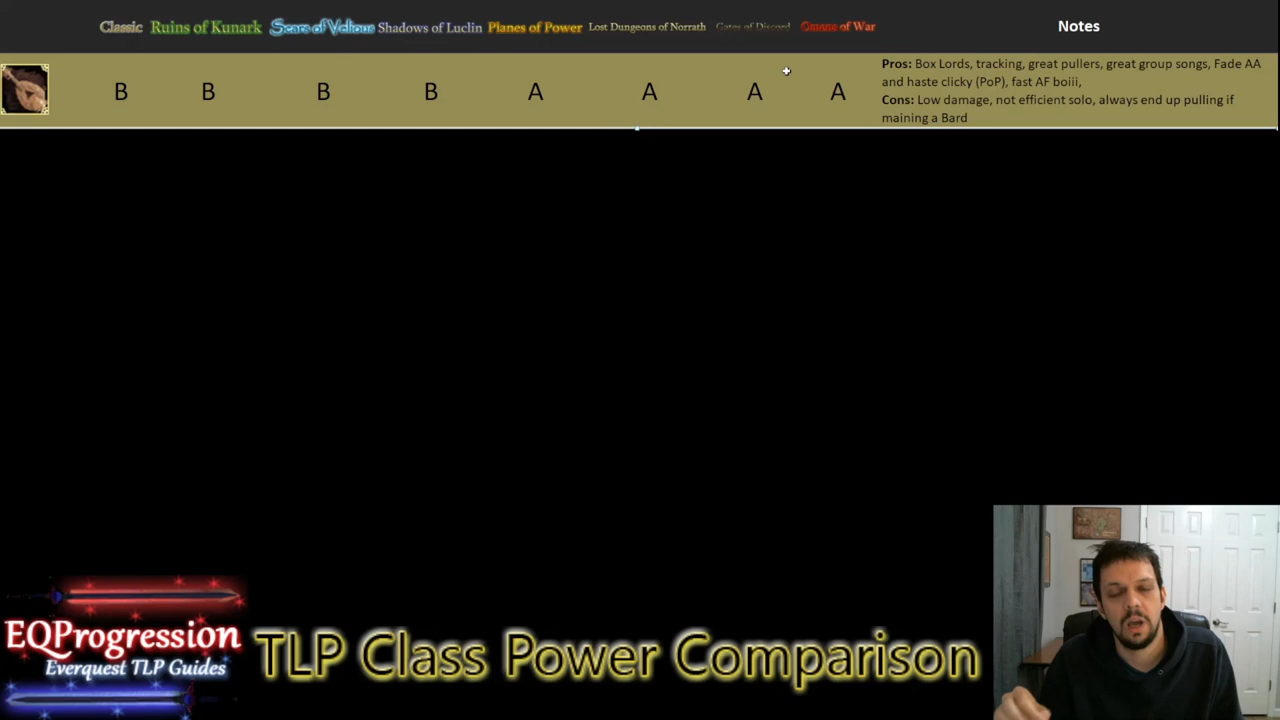 Classic Ruins of Kunark Scars of Velious Shadows of Luclin Planes of Power Lost Dungeons of Norrath Gates of Discord Omens of War Notes
B B B B A A A A
Pros: Box Lords, tracking, great pullers, great group songs, Fade AA
and haste clicky (PoP), fast AF boiii,
Cons: Low damage, not efficient solo, always end up pulling if
maining a Bard
EQProgression
Everquest TLP Guides
TLP Class Power Comparison